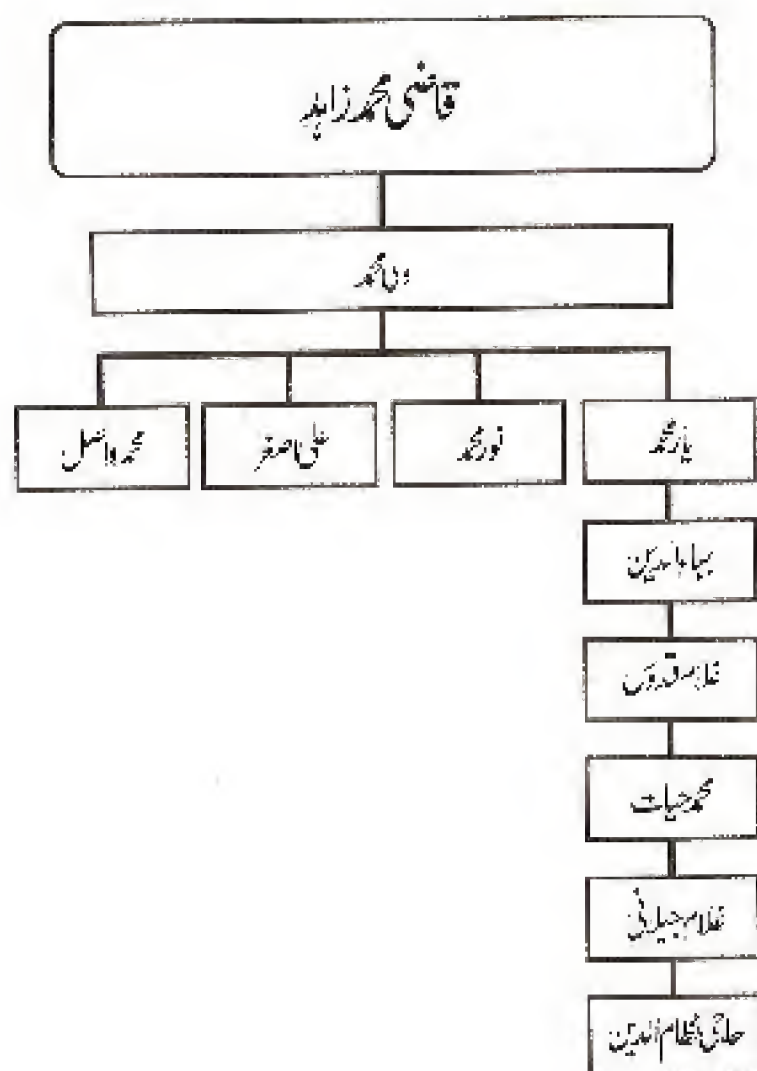 قاضی محمد زاہد
ولی محمد
یار محمد
نور محمد
علی اصغر
محمد واصل
بہاء الدین
غلام قدوس
محمد حیات
غلام جیلانی
حاجی نظام الدین